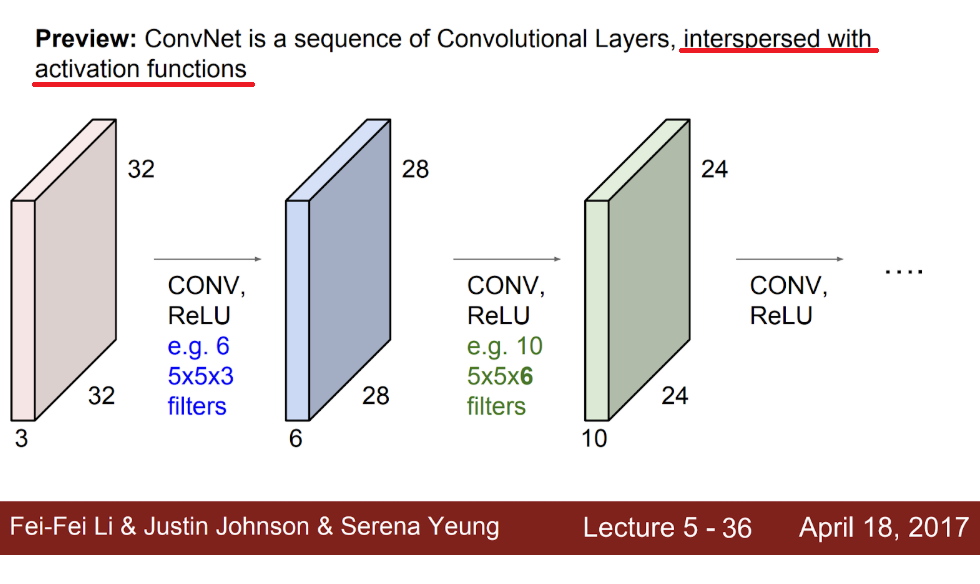 Preview: ConvNet is a sequence of Convolutional Layers, interspersed with
activation functions
32
32
3
CONV,
ReLU
e.g. 6
5x5x3
filters
28
28
6
CONV,
ReLU
e.g. 10
5x5x6
filters
24
24
10
CONV,
ReLU
....
Fei-Fei Li & Justin Johnson & Serena Yeung
Lecture 5 - 36
April 18, 2017